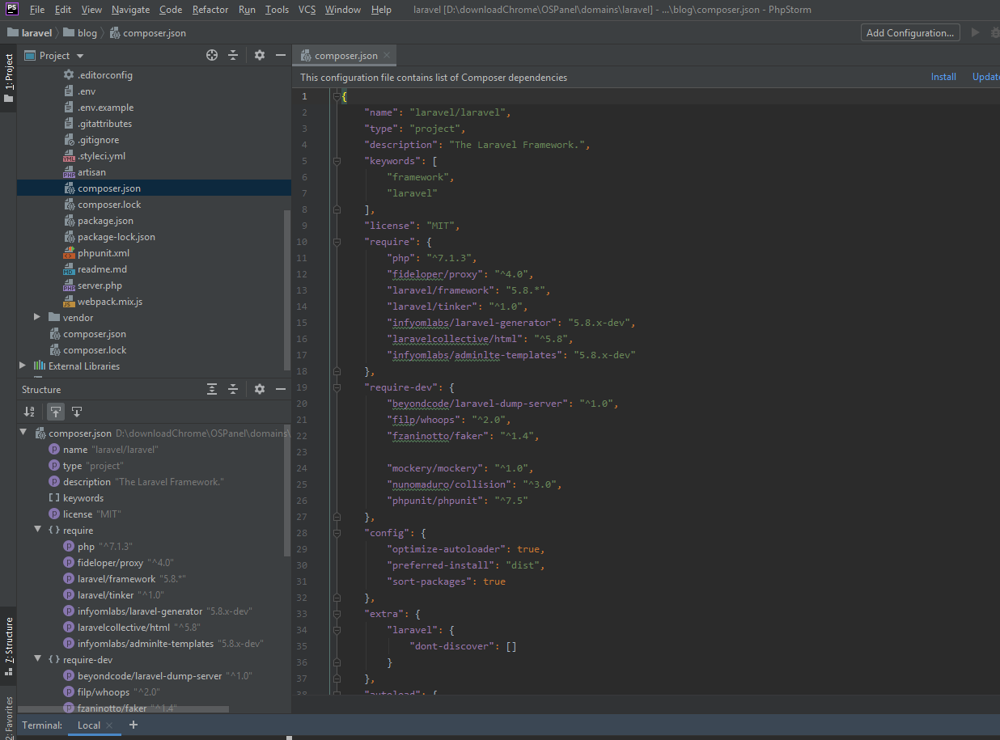 PS File Edit View Navigate Code Refactor Run Tools VCS Window Help laravel [D:\downloadChrome\OSPanel\domains\laravel] - ...\blog\composer.json - PhpStorm
laravel blog composer.json Add Configuration...
1: Project
Project
.editorconfig
.env
.env.example
.gitattributes
.gitignore
.styleci.yml
artisan
composer.json
composer.lock
package.json
package-lock.json
phpunit.xml
readme.md
server.php
webpack.mix.js
vendor
composer.json
composer.lock
External Libraries
Structure
composer.json D:\downloadChrome\OSPanel\domains\
name "laravel/laravel"
type "project"
description "The Laravel Framework."
keywords
license "MIT"
require
php "^7.1.3"
fideloper/proxy "^4.0"
laravel/framework "5.8.*"
laravel/tinker "^1.0"
infyomlabs/laravel-generator "5.8.x-dev"
laravelcollective/html "^5.8"
infyomlabs/adminlte-templates "5.8.x-dev"
require-dev
beyondcode/laravel-dump-server "^1.0"
filp/whoops "^2.0"
fzaninotto/faker "^1.4"
7: Structure
2: Favorites
composer.json
This configuration file contains list of Composer dependencies Install Update
1 {
2 "name": "laravel/laravel",
3 "type": "project",
4 "description": "The Laravel Framework.",
5 "keywords": [
6 "framework",
7 "laravel"
8 ],
9 "license": "MIT",
10 "require": {
11 "php": "^7.1.3",
12 "fideloper/proxy": "^4.0",
13 "laravel/framework": "5.8.*",
14 "laravel/tinker": "^1.0",
15 "infyomlabs/laravel-generator": "5.8.x-dev",
16 "laravelcollective/html": "^5.8",
17 "infyomlabs/adminlte-templates": "5.8.x-dev"
18 },
19 "require-dev": {
20 "beyondcode/laravel-dump-server": "^1.0",
21 "filp/whoops": "^2.0",
22 "fzaninotto/faker": "^1.4",
23
24 "mockery/mockery": "^1.0",
25 "nunomaduro/collision": "^3.0",
26 "phpunit/phpunit": "^7.5"
27 },
28 "config": {
29 "optimize-autoloader": true,
30 "preferred-install": "dist",
31 "sort-packages": true
32 },
33 "extra": {
34 "laravel": {
35 "dont-discover": []
36 }
37 },
38 "autoload": {
Terminal: Local +